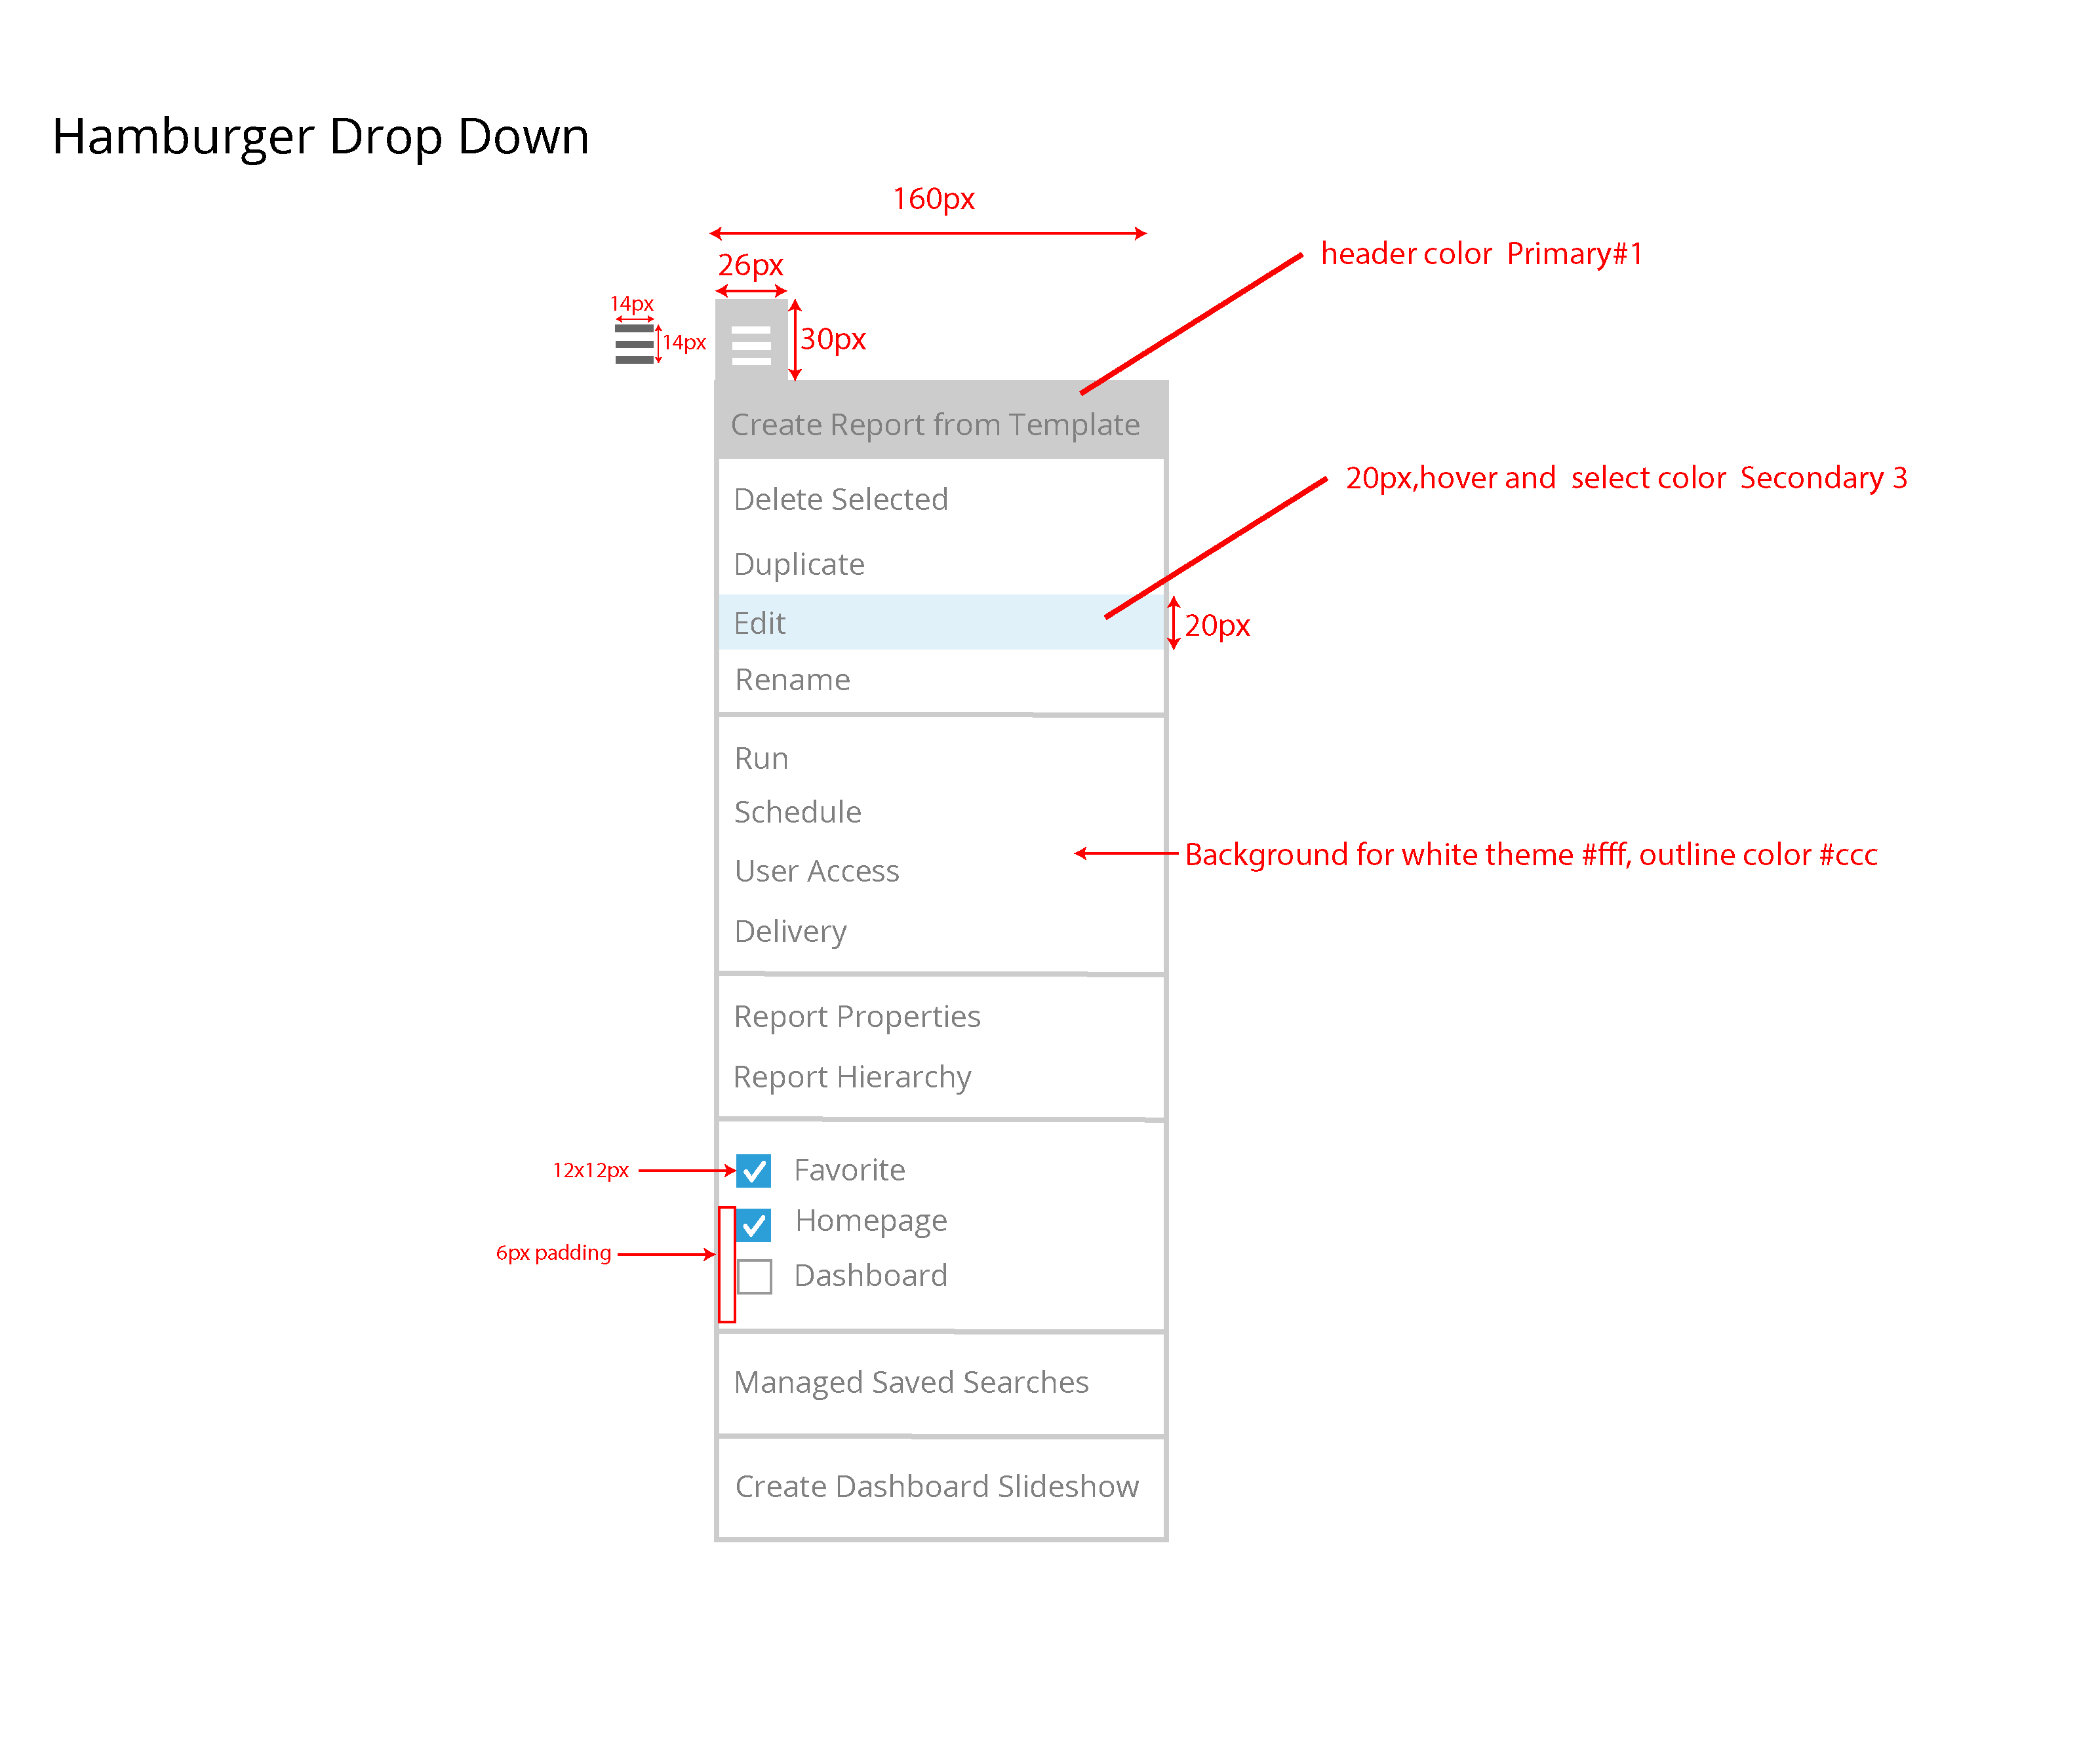 Hamburger Drop Down
160px
header color  Primary#1
26px
14px
14px
30px
Create Report from Template
20px,hover and  select color  Secondary 3
Delete Selected
Duplicate
Edit
20px
Rename
Run
Schedule
Background for white theme #fff, outline color #ccc
User Access
Delivery
Report Properties
Report Hierarchy
12x12px
Favorite
Homepage
6px padding
Dashboard
Managed Saved Searches
Create Dashboard Slideshow